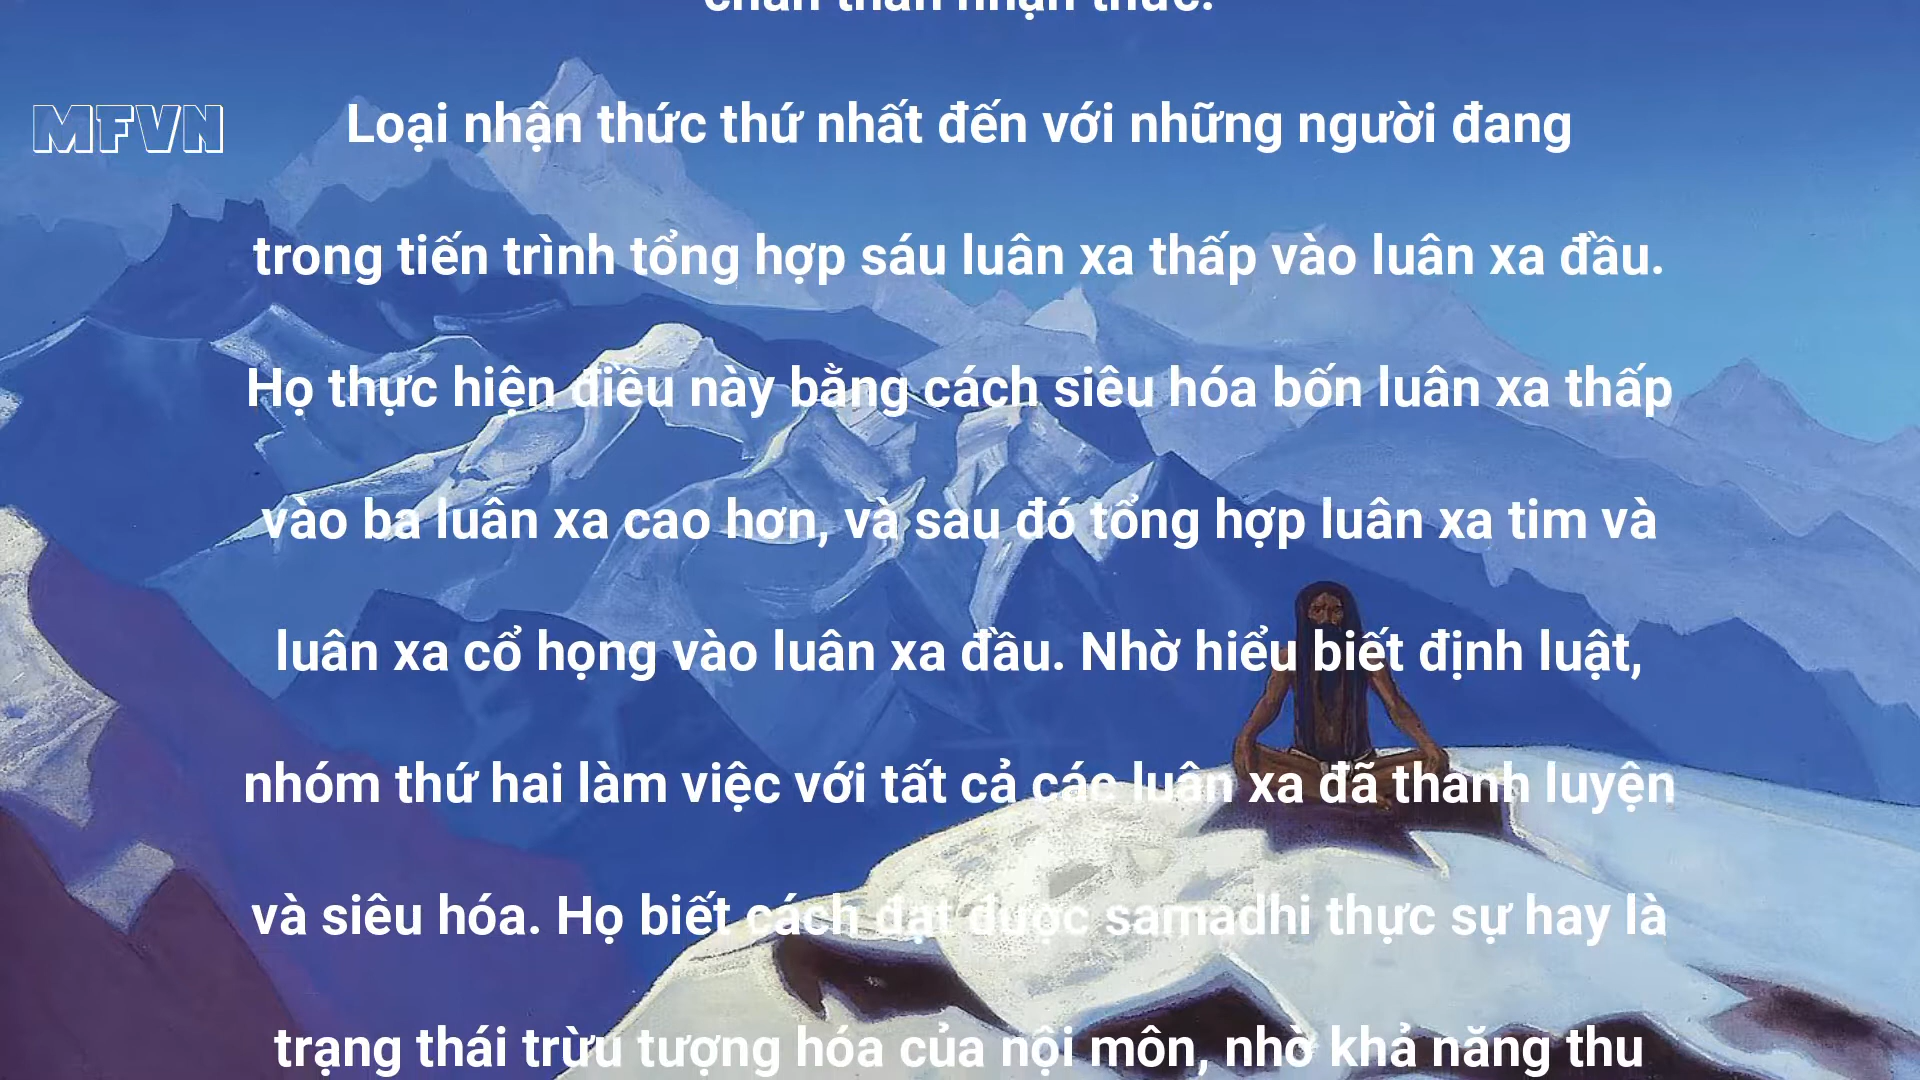 chân thần nhận thức.
MFVN
Loại nhận thức thứ nhất đến với những người đang
trong tiến trình tổng hợp sáu luân xa thấp vào luân xa đầu.
Họ thực hiện điều này bằng cách siêu hóa bốn luân xa thấp
vào ba luân xa cao hơn, và sau đó tổng hợp luân xa tim và
luân xa cổ họng vào luân xa đầu. Nhờ hiểu biết định luật,
nhóm thứ hai làm việc với tất cả các luân xa đã thanh luyện
và siêu hóa. Họ biết cách đạt được samadhi thực sự hay là
trạng thái trừu tượng hóa của nội môn, nhờ khả năng thu